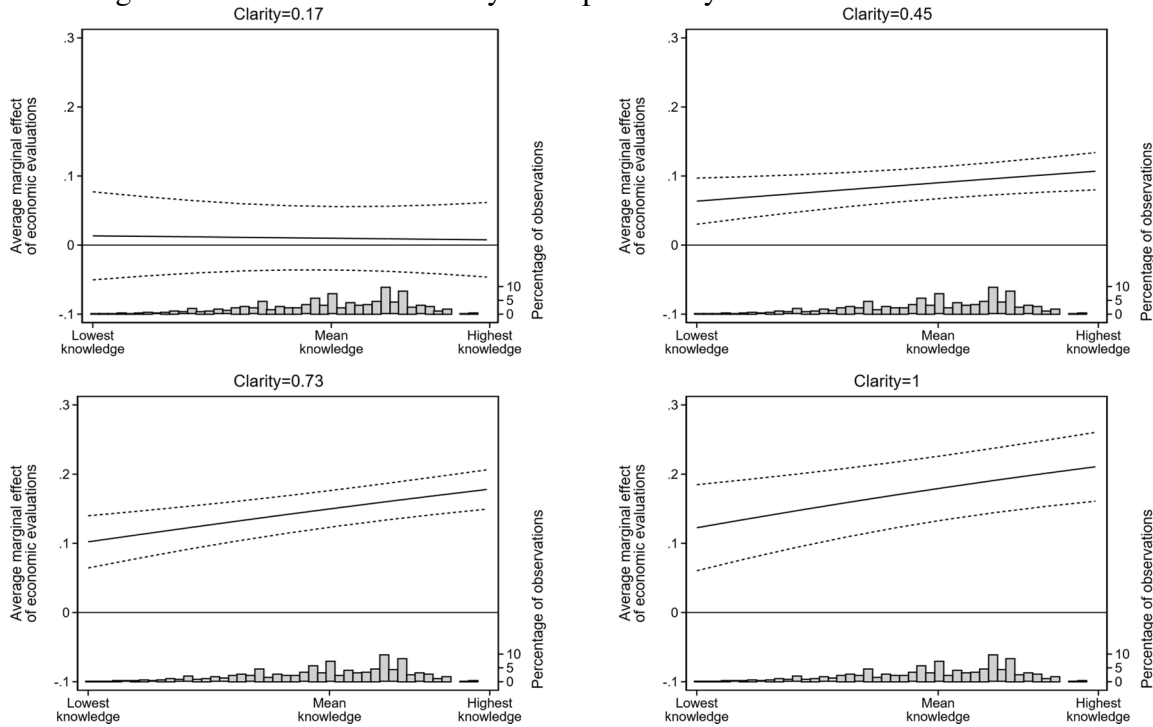 Clarity=0.17
.3
.2
.1
0
-.1
Average marginal effect
of economic evaluations
10
5
0
Percentage of observations
Lowest
knowledge
Mean
knowledge
Highest
knowledge
Clarity=0.45
.3
.2
.1
0
-.1
Average marginal effect
of economic evaluations
10
5
0
Percentage of observations
Lowest
knowledge
Mean
knowledge
Highest
knowledge
Clarity=0.73
.3
.2
.1
0
-.1
Average marginal effect
of economic evaluations
10
5
0
Percentage of observations
Lowest
knowledge
Mean
knowledge
Highest
knowledge
Clarity=1
.3
.2
.1
0
-.1
Average marginal effect
of economic evaluations
10
5
0
Percentage of observations
Lowest
knowledge
Mean
knowledge
Highest
knowledge